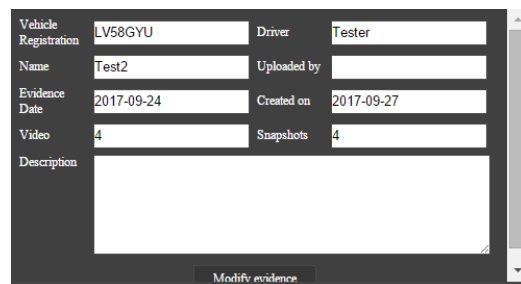 Vehicle Registration LV58GYU Driver Tester
Name Test2 Uploaded by
Evidence Date 2017-09-24 Created on 2017-09-27
Video 4 Snapshots 4
Description
Modify evidence